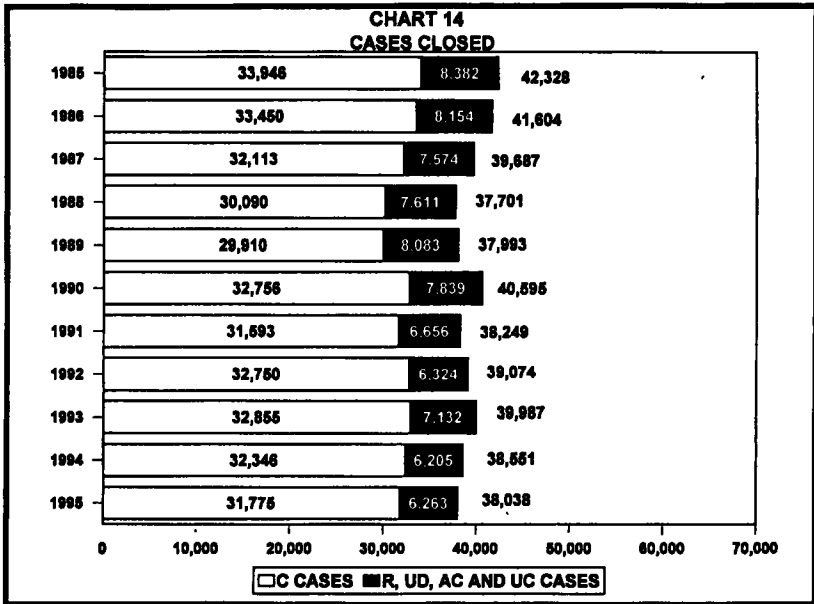 CHART 14
CASES CLOSED
1985 33,946 8.382 42,328
1986 33,450 8.154 41,604
1987 32,113 7.574 39,687
1988 30,090 7.611 37,701
1989 29,910 8.083 37,993
1990 32,756 7.839 40,595
1991 31,593 6.656 38,249
1992 32,750 6.324 39,074
1993 32,855 7.132 39,987
1994 32,346 6.205 38,551
1995 31,775 6.263 38,038
0 10,000 20,000 30,000 40,000 50,000 60,000 70,000
C CASES R, UD, AC AND UC CASES